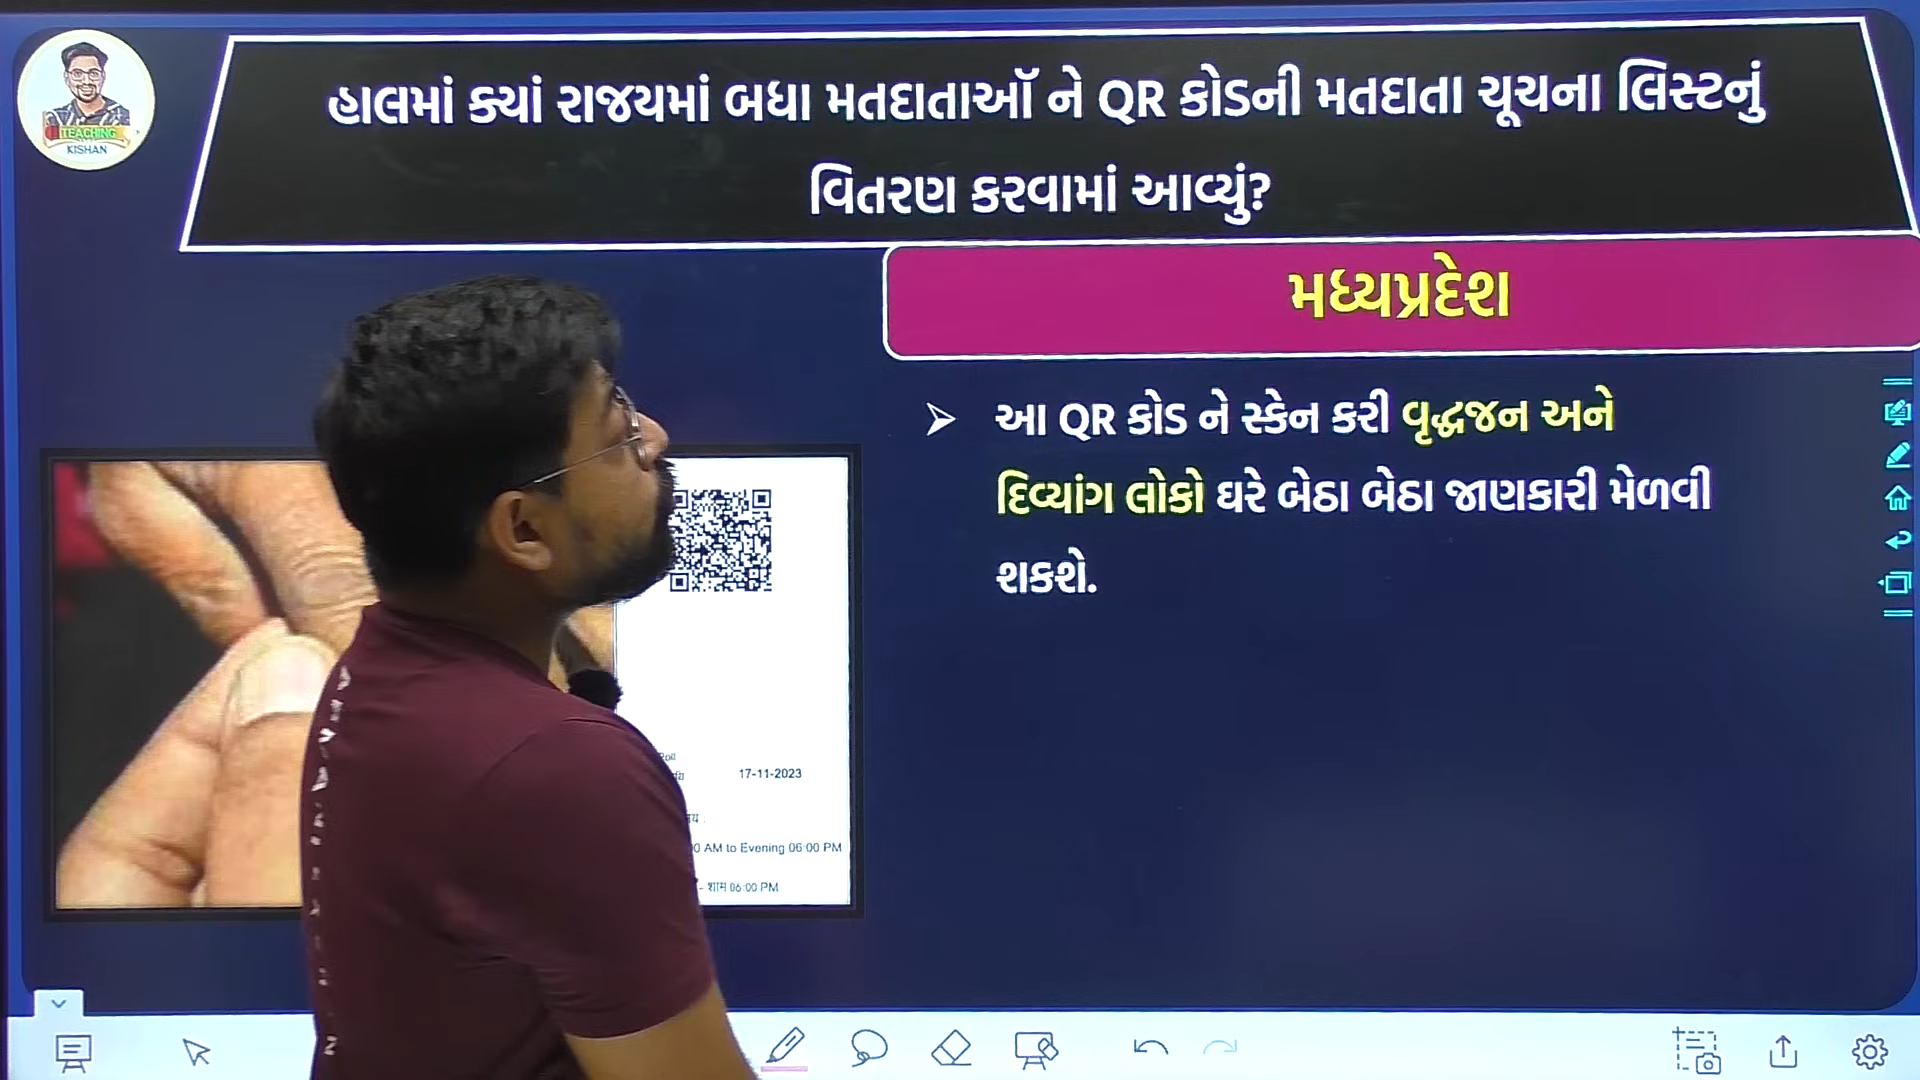 TEACHING
KISHAN
હાલમાં ક્યાં રાજયમાં બધા મતદાતાઓં ને QR કોડની મતદાતા ચૂચના લિસ્ટનું
વિતરણ કરવામાં આવ્યું?
મધ્યપ્રદેશ
આ QR કોડ ને સ્કેન કરી વૃદ્ધજન અને
દિવ્યાંગ લોકો ઘરે બેઠા બેઠા જાણકારી મેળવી
શકશે.
17-11-2023
AM to Evening 06:00 PM
- शाम 06:00 PM